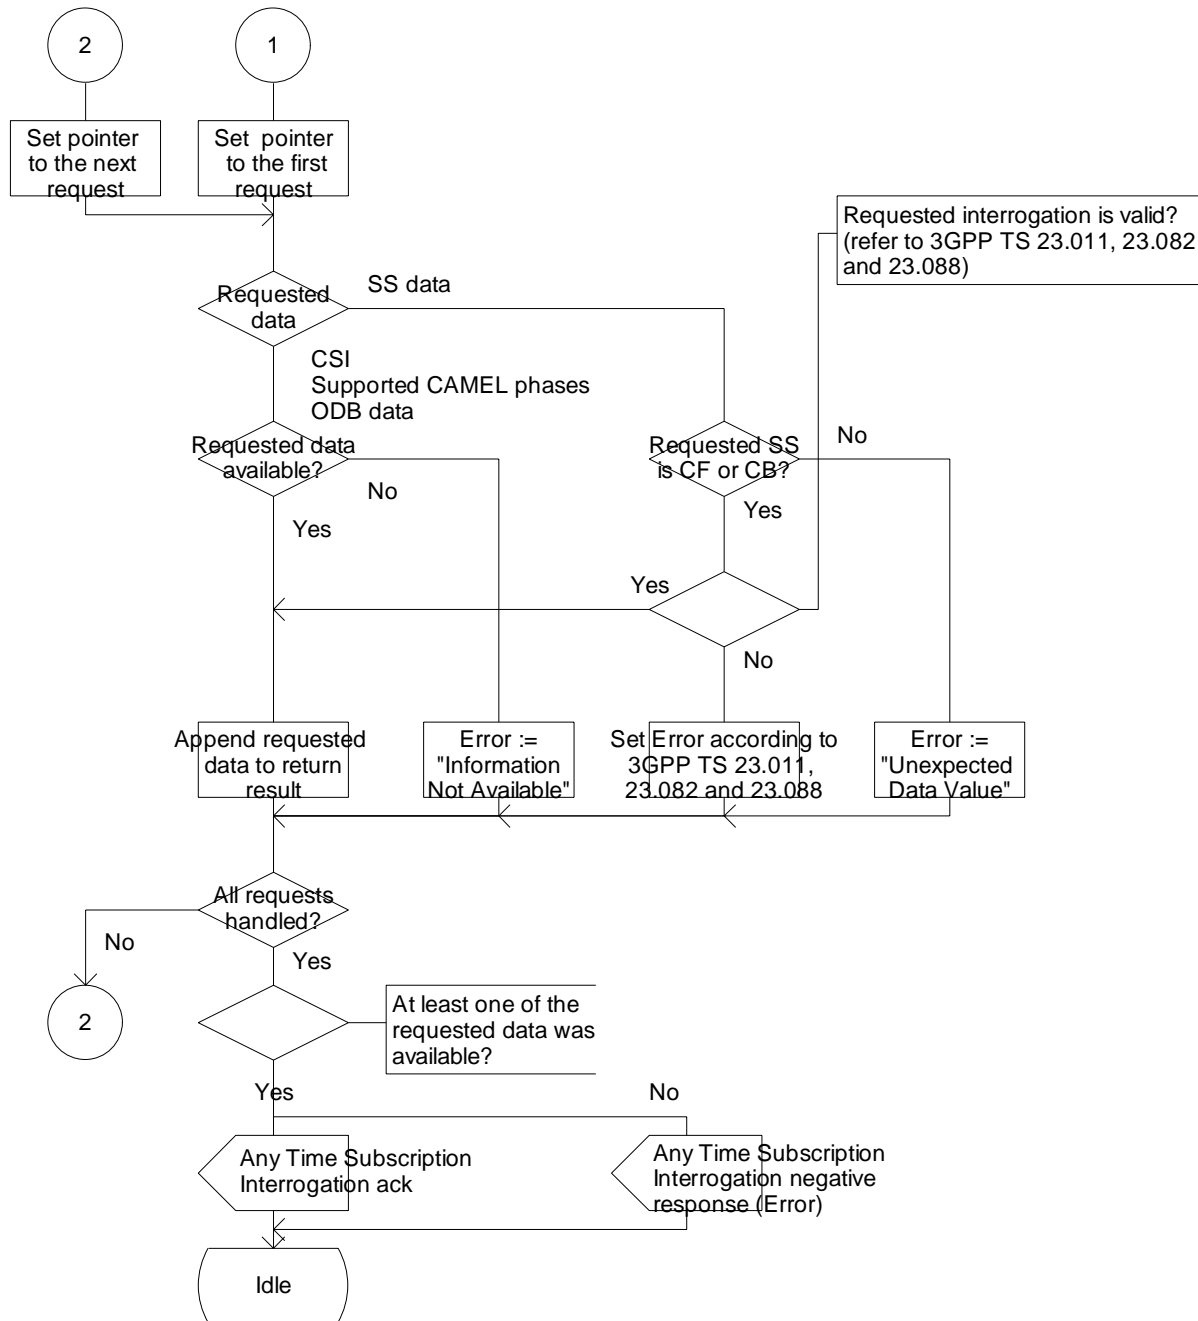 2
1
Set pointer
to the next
request
Set pointer
to the first
request
Requested interrogation is valid?
(refer to 3GPP TS 23.011, 23.082
and 23.088)
Requested
data
SS data
CSI
Supported CAMEL phases
ODB data
Requested data
available?
No
Yes
Requested SS
is CF or CB?
No
Yes
Yes
No
Append requested
data to return
result
Error :=
"Information
Not Available"
Set Error according to
3GPP TS 23.011,
23.082 and 23.088
Error :=
"Unexpected
Data Value"
All requests
handled?
No
Yes
2
At least one of the
requested data was
available?
Yes
No
Any Time Subscription
Interrogation ack
Any Time Subscription
Interrogation negative
response (Error)
Idle